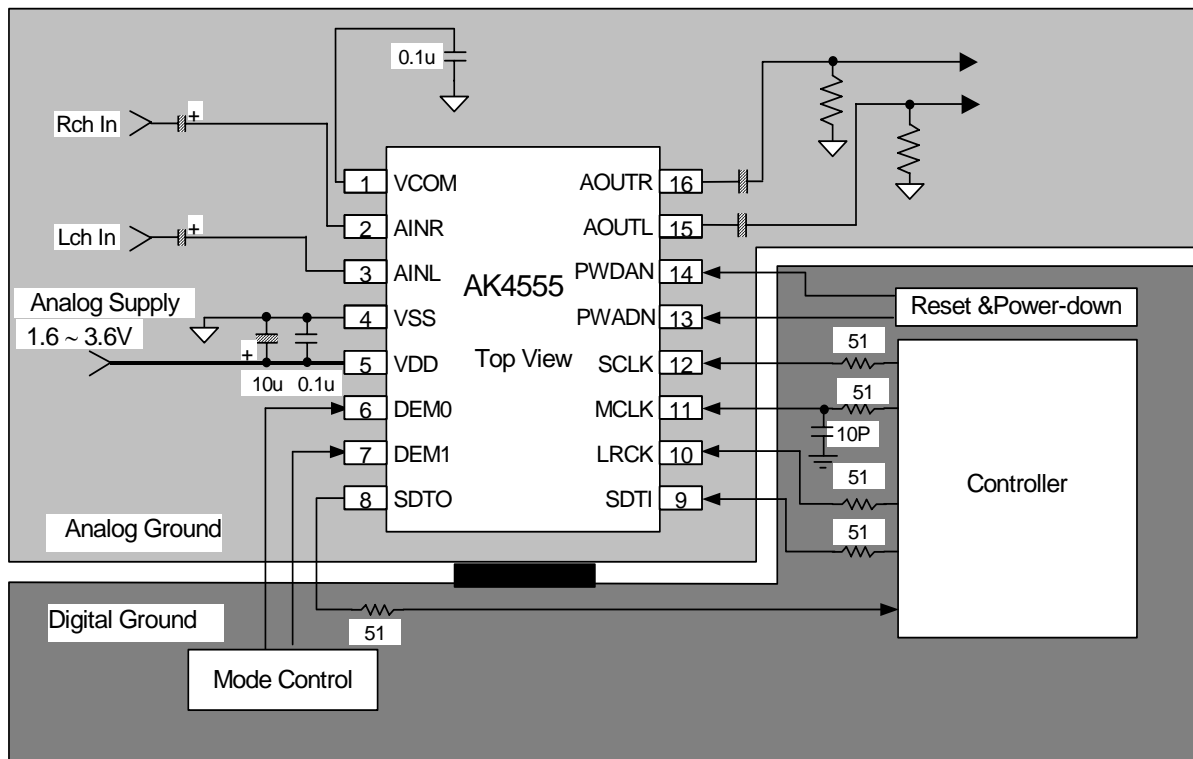 0.1u
Rch In
+
Lch In
+
Analog Supply
1.6 ~ 3.6V
+
10u
0.1u
1 VCOM
2 AINR
3 AINL
4 VSS
5 VDD
6 DEM0
7 DEM1
8 SDTO
AK4555
Top View
AOUTR 16
AOUTL 15
PWDAN 14
PWADN 13
SCLK 12
MCLK 11
LRCK 10
SDTI 9
Reset &Power-down
51
51
10P
51
51
Controller
Analog Ground
Digital Ground
51
Mode Control